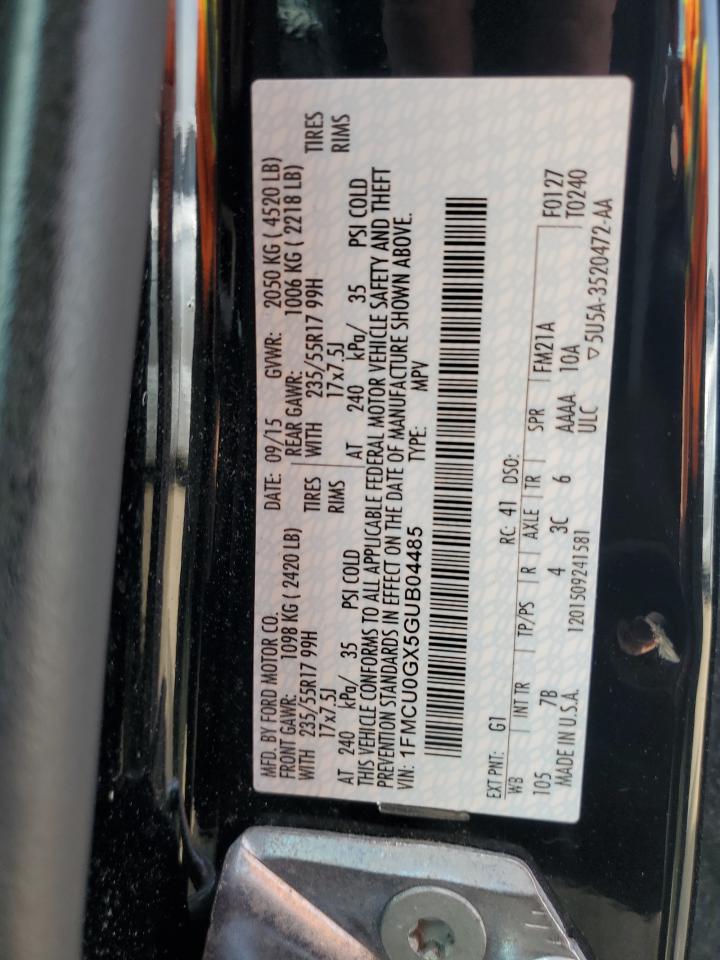 MFD. BY FORD MOTOR CO.
DATE: 09/15 GVWR: 2050 KG ( 4520 LB)
FRONT GAWR: 1098 KG ( 2420 LB) REAR GAWR: 1006 KG ( 2218 LB)
WITH 235/55R17 99H TIRES WITH 235/55R17 99H TIRES
17x7.5J RIMS 17x7.5J RIMS
AT 240 kPa/ 35 PSI COLD AT 240 kPa/ 35 PSI COLD
THIS VEHICLE CONFORMS TO ALL APPLICABLE FEDERAL MOTOR VEHICLE SAFETY AND THEFT
PREVENTION STANDARDS IN EFFECT ON THE DATE OF MANUFACTURE SHOWN ABOVE.
VIN: 1FMCU0GX5GUB04485 TYPE: MPV
EXT PNT: G1 RC: 41 DSO: F0127
WB INT TR TP/PS R AXLE TR SPR FM21A T0240
105 7B 4 3C 6 AAAA 10A
MADE IN U.S.A. 1201509241581 ULC ▽5U5A-3520472-AA